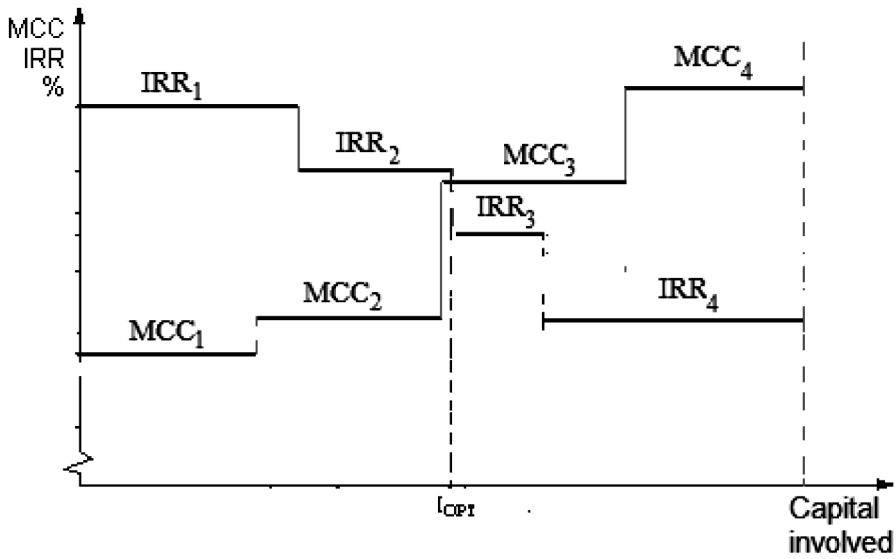 MCC
IRR
%
IRR1
IRR2
MCC3
MCC4
IRR3
MCC1
MCC2
IRR4
IOPT
Capital
involved